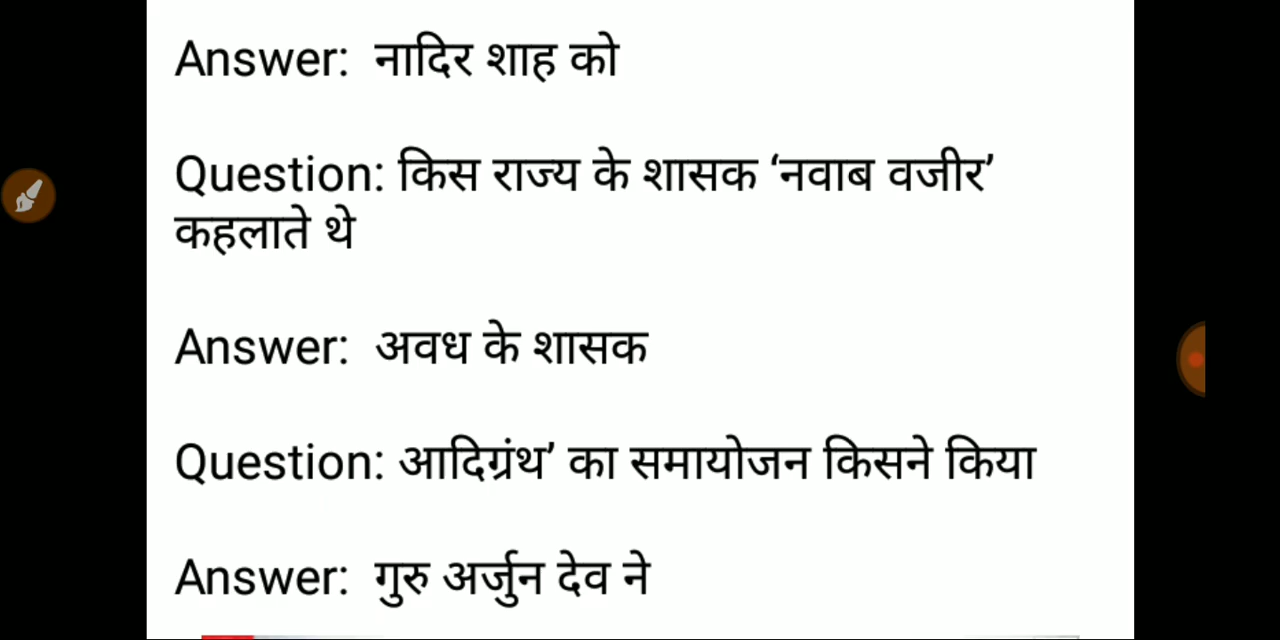 Answer: नादिर शाह को
Question: किस राज्य के शासक ‘नवाब वजीर’
कहलाते थे
Answer: अवध के शासक
Question: आदिग्रंथ’ का समायोजन किसने किया
Answer: गुरु अर्जुन देव ने